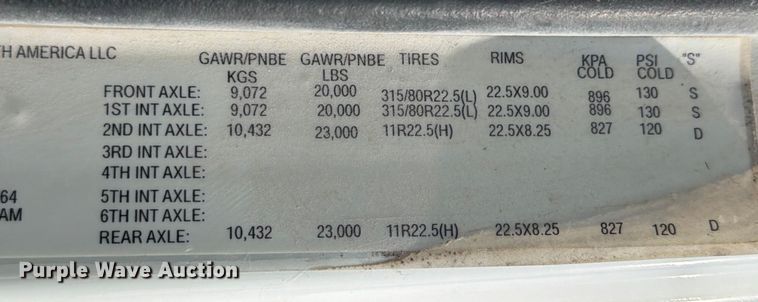 TH AMERICA LLC GAWR/PNBE GAWR/PNBE TIRES RIMS KPA PSI "S"
KGS LBS COLD COLD
FRONT AXLE: 9,072 20,000 315/80R22.5(L) 22.5X9.00 896 130 S
1ST INT AXLE: 9,072 20,000 315/80R22.5(L) 22.5X9.00 896 130 S
2ND INT AXLE: 10,432 23,000 11R22.5(H) 22.5X8.25 827 120 D
3RD INT AXLE:
4TH INT AXLE:
64 5TH INT AXLE:
AM 6TH INT AXLE:
REAR AXLE: 10,432 23,000 11R22.5(H) 22.5X8.25 827 120 D
Purple Wave Auction